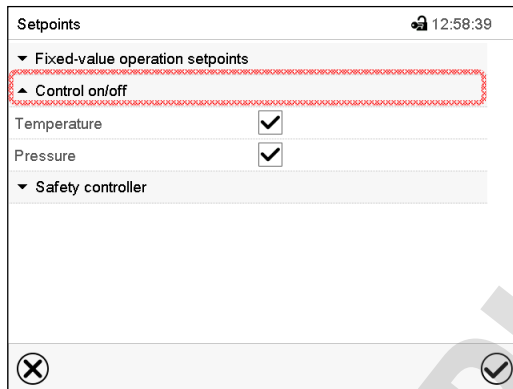 Setpoints 12:58:39
Fixed-value operation setpoints
Control on/off
Temperature
Pressure
Safety controller